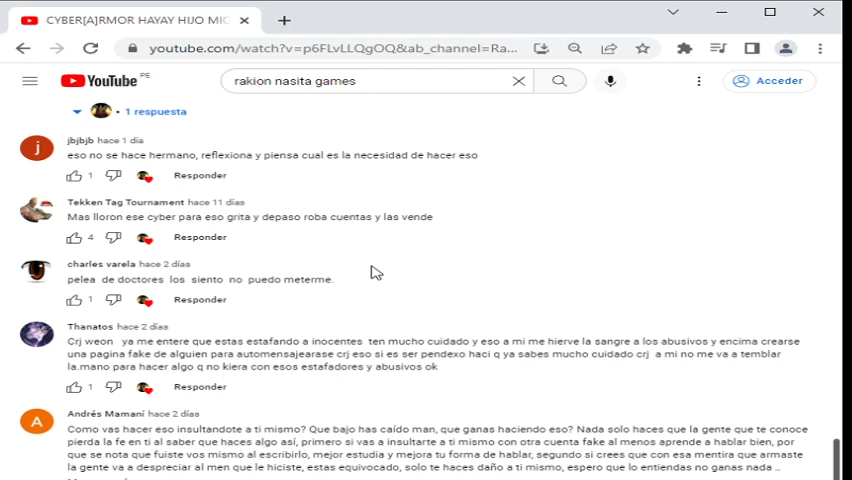 CYBER[A]RMOR HAYAY HIJO MIC
youtube.com/watch?v=p6FLvLLQgOQ&ab_channel=Ra...
YouTube PE
rakion nasita games
Acceder
1 respuesta
jbjbjb hace 1 día
eso no se hace hermano, reflexiona y piensa cual es la necesidad de hacer eso
1 Responder
Tekken Tag Tournament hace 11 días
Mas lloron ese cyber para eso grita y depaso roba cuentas y las vende
4 Responder
charles varela hace 2 días
pelea de doctores los siento no puedo meterme.
1 Responder
Thanatos hace 2 días
Crj weon ya me entere que estas estafando a inocentes ten mucho cuidado y eso a mi me hierve la sangre a los abusivos y encima crearse
una pagina fake de alguien para automensajearase crj eso si es ser pendexo haci q ya sabes mucho cuidado crj a mi no me va a temblar
la.mano para hacer algo q no kiera con esos estafadores y abusivos ok
1 Responder
Andrés Mamaní hace 2 días
Como vas hacer eso insultandote a ti mismo? Que bajo has caído man, que ganas haciendo eso? Nada solo haces que la gente que te conoce
pierda la fe en ti al saber que haces algo así, primero si vas a insultarte a ti mismo con otra cuenta fake al menos aprende a hablar bien, por
que se nota que fuiste vos mismo al escribirlo, mejor estudia y mejora tu forma de hablar, segundo si crees que con esa mentira que armaste
la gente va a despreciar al men que le hiciste, estas equivocado, solo te haces daño a ti mismo, espero que lo entiendas no ganas nada ...